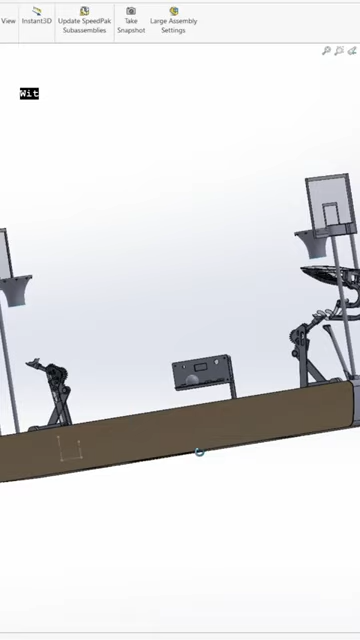 View
Instant3D
Update SpeedPak
Subassemblies
Take
Snapshot
Large Assembly
Settings
Wit